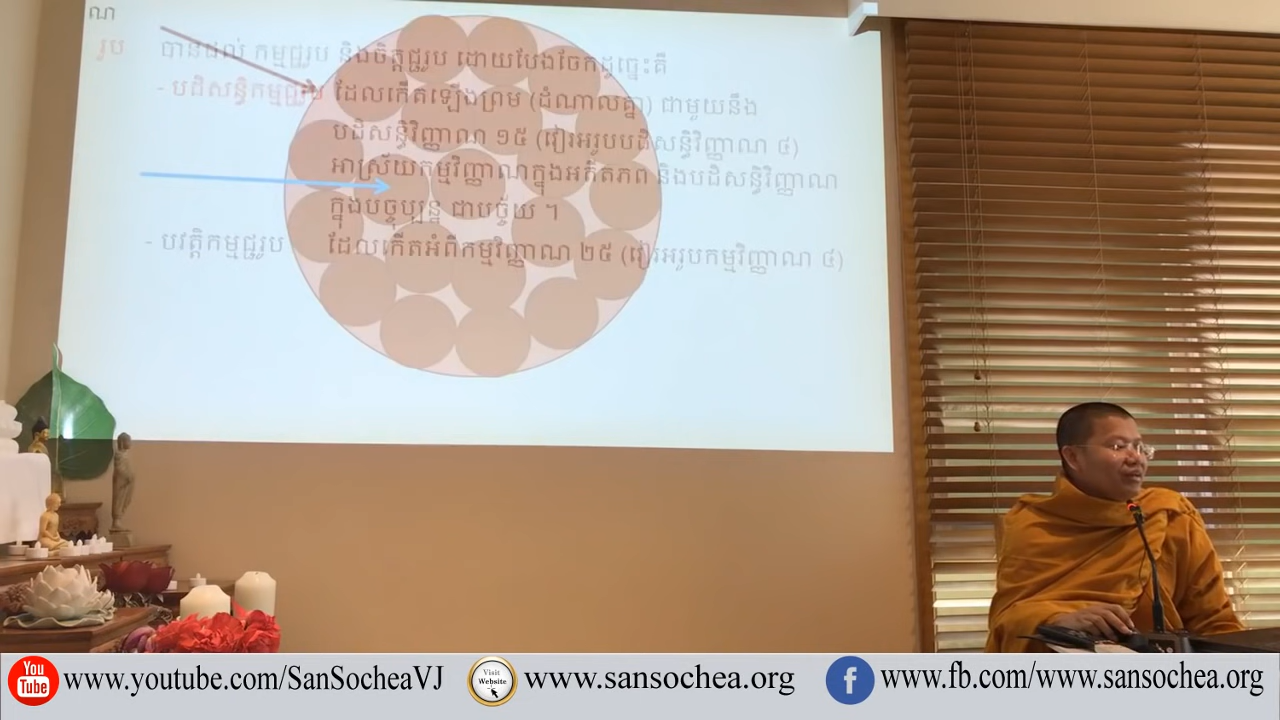 ណ
រូប បានដល់ កម្មជ្ជរូប និងចិត្តជ្ជរូប ដោយបែងចែកដូច្នេះគឺ
- បដិសន្ធិកម្មជ្ជរូប ដែលកើតឡើងព្រម (ដំណាលគ្នា) ជាមួយនឹង
បដិសន្ធិវិញ្ញាណ ១៥ (វៀរអរូបបដិសន្ធិវិញ្ញាណ ៤)
អាស្រ័យកម្មវិញ្ញាណក្នុងអតីតភព និងបដិសន្ធិវិញ្ញាណ
ក្នុងបច្ចុប្បន្ន ជាបច្ច័យ ។
- បវត្តិកម្មជ្ជរូប ដែលកើតអំពីកម្មវិញ្ញាណ ២៥ (វៀរអរូបកម្មវិញ្ញាណ ៤)
You Tube www.youtube.com/SanSocheaVJ Visit Website www.sansochea.org f www.fb.com/www.sansochea.org